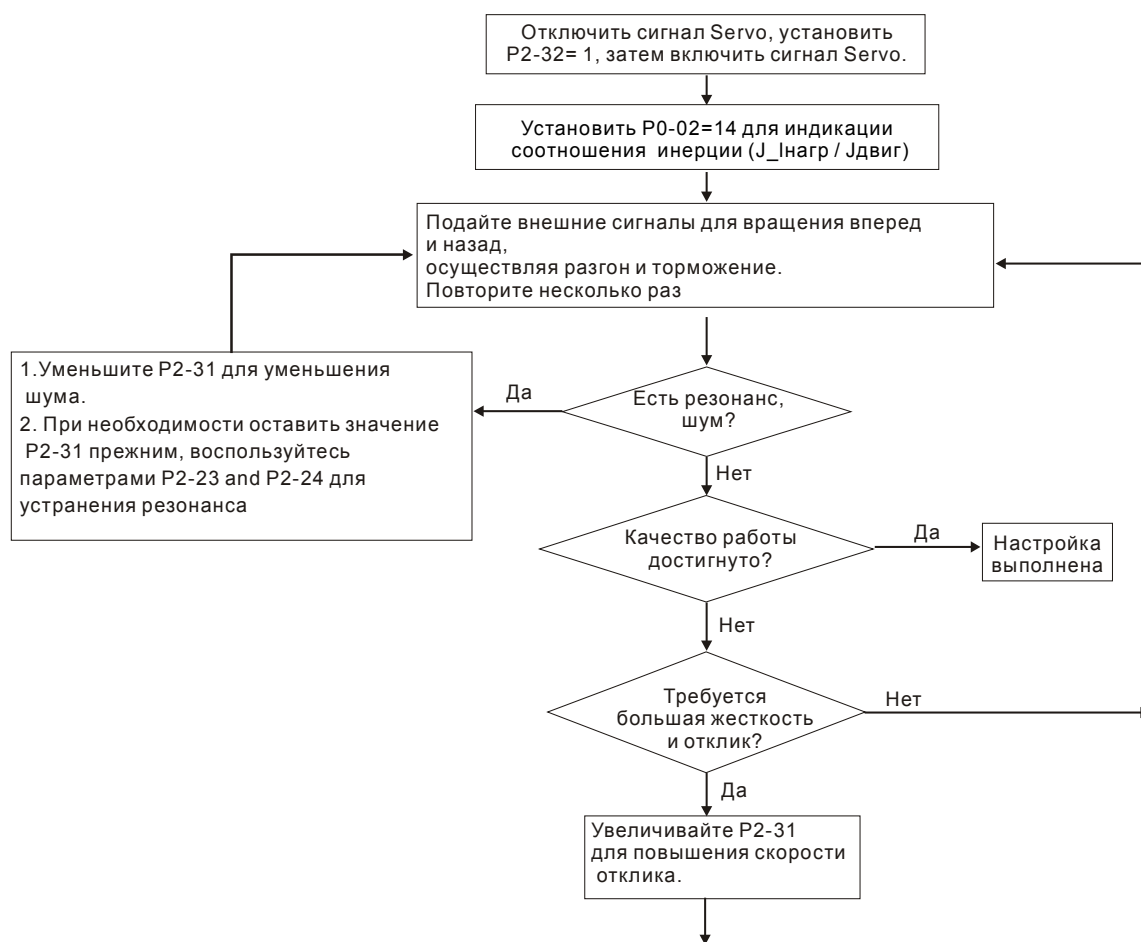 Отключить сигнал Servo, установить
P2-32= 1, затем включить сигнал Servo.
Установить P0-02=14 для индикации
соотношения инерции (J_Iнагр / Jдвиг)
Подайте внешние сигналы для вращения вперед
и назад,
осуществляя разгон и торможение.
Повторите несколько раз
1.Уменьшите P2-31 для уменьшения
шума.
2. При необходимости оставить значение
P2-31 прежним, воспользуйтесь
параметрами P2-23 and P2-24 для
устранения резонанса
Да
Есть резонанс,
шум?
Нет
Качество работы
достигнуто?
Да
Настройка
выполнена
Нет
Требуется
большая жесткость
и отклик?
Нет
Да
Увеличивайте P2-31
для повышения скорости
отклика.